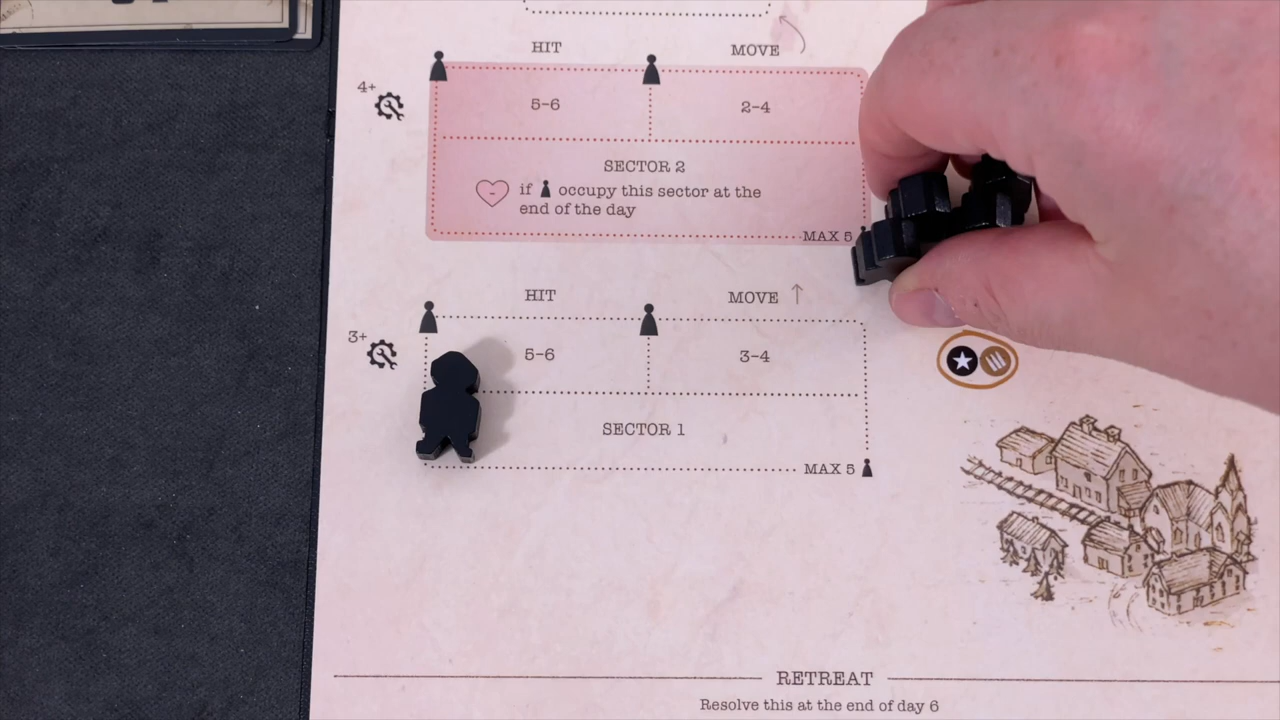 HIT MOVE
4+
5-6 2-4
SECTOR 2
- if occupy this sector at the
end of the day
MAX 5
HIT MOVE ↑
3+
5-6 3-4
SECTOR 1
MAX 5
RETREAT
Resolve this at the end of day 6